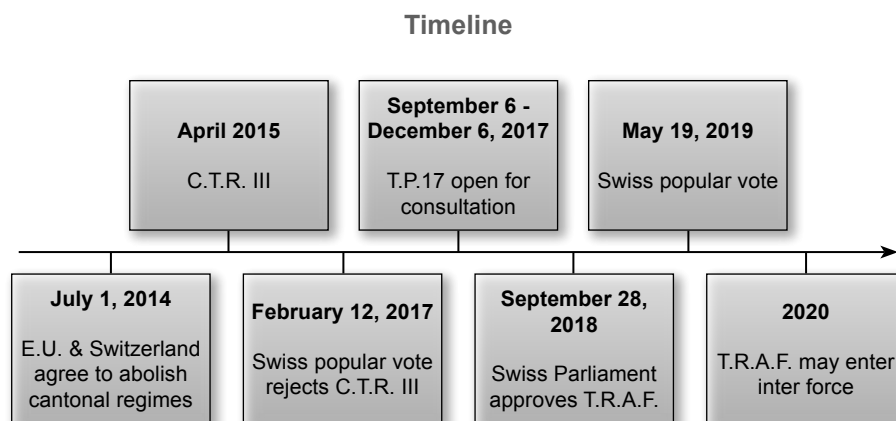 Timeline
April 2015
C.T.R. III
September 6 -
December 6, 2017
T.P.17 open for
consultation
May 19, 2019
Swiss popular vote
July 1, 2014
E.U. & Switzerland
agree to abolish
cantonal regimes
February 12, 2017
Swiss popular vote
rejects C.T.R. III
September 28,
2018
Swiss Parliament
approves T.R.A.F.
2020
T.R.A.F. may enter
inter force